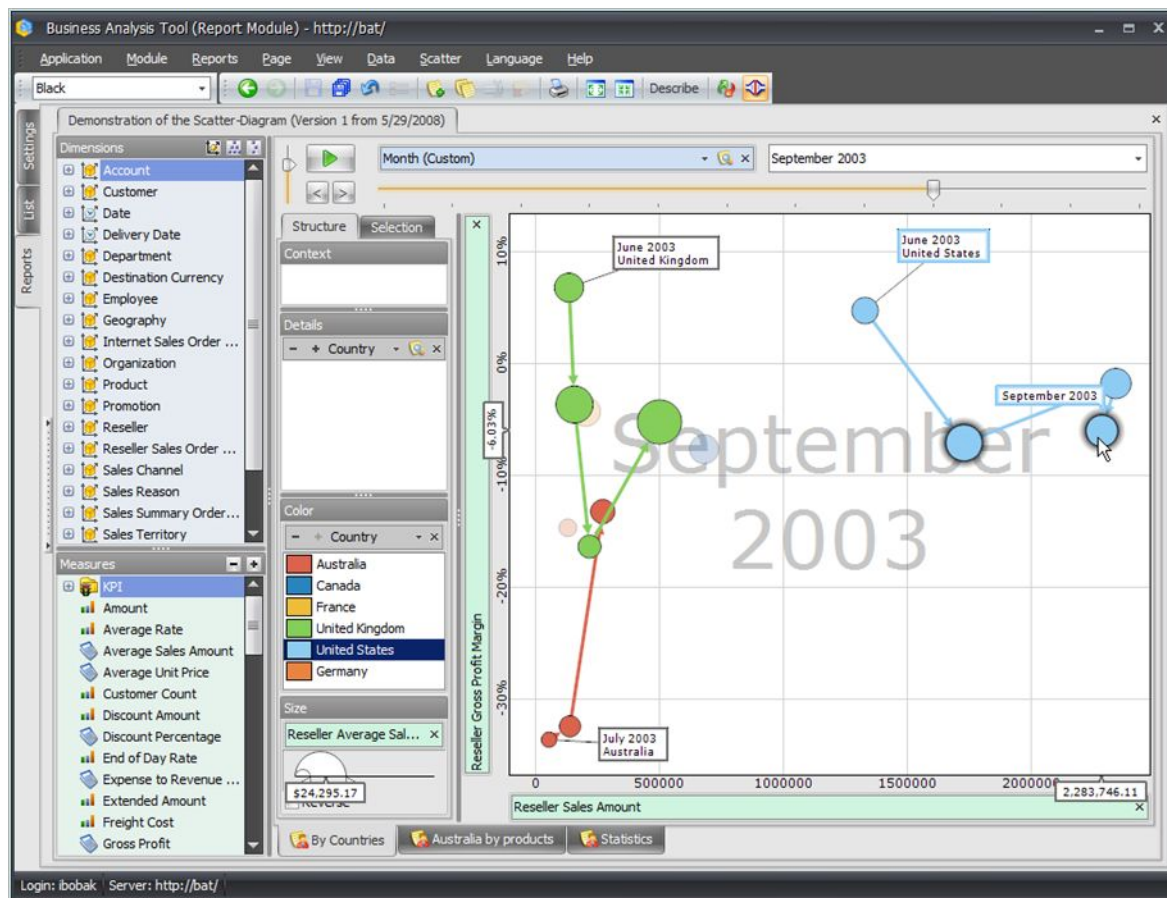 Business Analysis Tool (Report Module) - http://bat/
Application Module Reports Page View Data Scatter Language Help
Black
Describe
Demonstration of the Scatter-Diagram (Version 1 from 5/29/2008)
Settings
List
Reports
Dimensions
Account
Customer
Date
Delivery Date
Department
Destination Currency
Employee
Geography
Internet Sales Order ...
Organization
Product
Promotion
Reseller
Reseller Sales Order ...
Sales Channel
Sales Reason
Sales Summary Order...
Sales Territory
Measures
KPI
Amount
Average Rate
Average Sales Amount
Average Unit Price
Customer Count
Discount Amount
Discount Percentage
End of Day Rate
Expense to Revenue ...
Extended Amount
Freight Cost
Gross Profit
Month (Custom)
September 2003
< >
Structure Selection
Context
Details
- + Country
Color
- + Country
Australia
Canada
France
United Kingdom
United States
Germany
Size
Reseller Average Sal...
$24,295.17
Reverse
Reseller Gross Profit Margin
10%
0%
-6.03%
-10%
-20%
-30%
June 2003
United Kingdom
June 2003
United States
September 2003
September
2003
July 2003
Australia
0 500000 1000000 1500000 2000000 2,283,746.11
Reseller Sales Amount
By Countries Australia by products Statistics
Login: ibobak Server: http://bat/